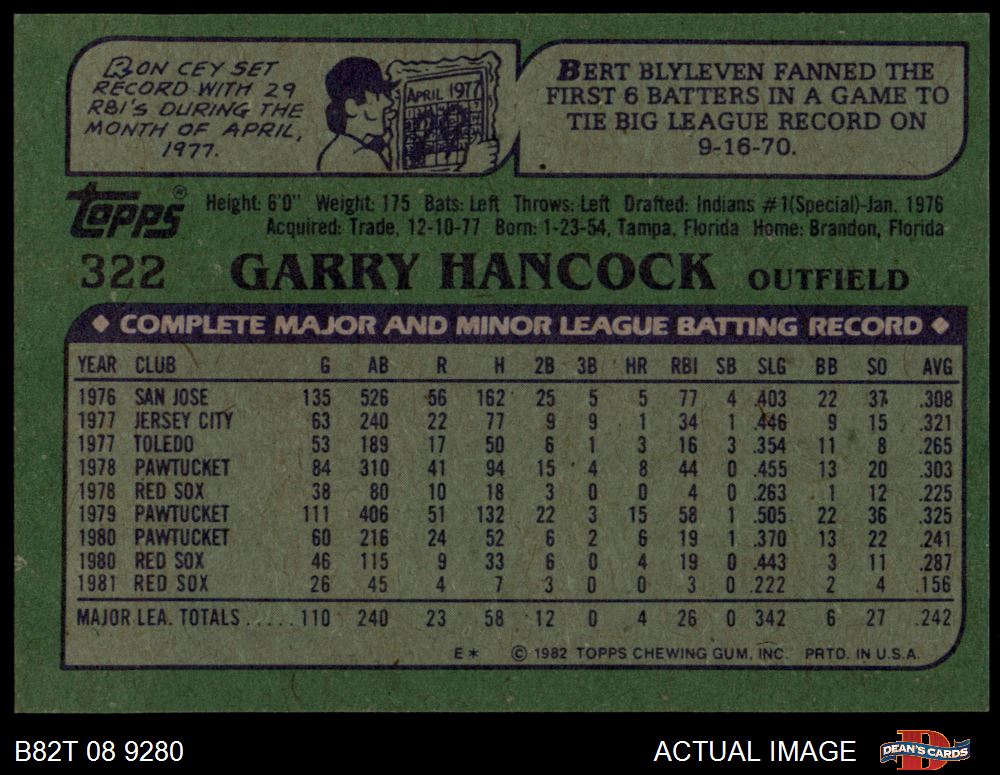 RON CEY SET
RECORD WITH 29
RBI'S DURING THE
MONTH OF APRIL,
1977.
APRIL 1977
BERT BLYLEVEN FANNED THE
FIRST 6 BATTERS IN A GAME TO
TIE BIG LEAGUE RECORD ON
9-16-70.
Topps®
Height: 6'0" Weight: 175 Bats: Left Throws: Left Drafted: Indians #1(Special)-Jan. 1976
Acquired: Trade, 12-10-77 Born: 1-23-54, Tampa, Florida Home: Brandon, Florida
322 GARRY HANCOCK OUTFIELD
◆ COMPLETE MAJOR AND MINOR LEAGUE BATTING RECORD ◆
YEAR CLUB G AB R H 2B 3B HR RBI SB SLG BB SO AVG
1976 SAN JOSE 135 526 56 162 25 5 5 77 4 .403 22 37 .308
1977 JERSEY CITY 63 240 22 77 9 9 1 34 1 .446 9 15 .321
1977 TOLEDO 53 189 17 50 6 1 3 16 3 .354 11 8 .265
1978 PAWTUCKET 84 310 41 94 15 4 8 44 0 .455 13 20 .303
1978 RED SOX 38 80 10 18 3 0 0 4 0 .263 1 12 .225
1979 PAWTUCKET 111 406 51 132 22 3 15 58 1 .505 22 36 .325
1980 PAWTUCKET 60 216 24 52 6 2 6 19 1 .370 13 22 .241
1980 RED SOX 46 115 9 33 6 0 4 19 0 .443 3 11 .287
1981 RED SOX 26 45 4 7 3 0 0 3 0 .222 2 4 .156
MAJOR LEA. TOTALS ..... 110 240 23 58 12 0 4 26 0 .342 6 27 .242
E* © 1982 TOPPS CHEWING GUM, INC. PRTD. IN U.S.A.
B82T 08 9280
ACTUAL IMAGE
D
DEAN'S CARDS